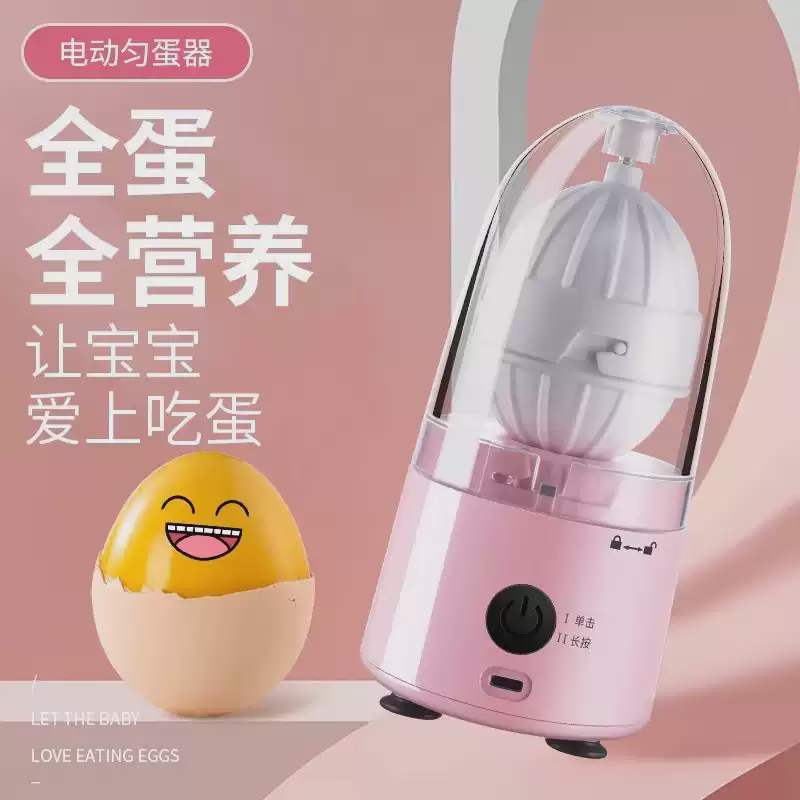 电动匀蛋器
全蛋
全营养
让宝宝
爱上吃蛋
I 单击
II 长按
/
LET THE BABY
LOVE EATING EGGS
–